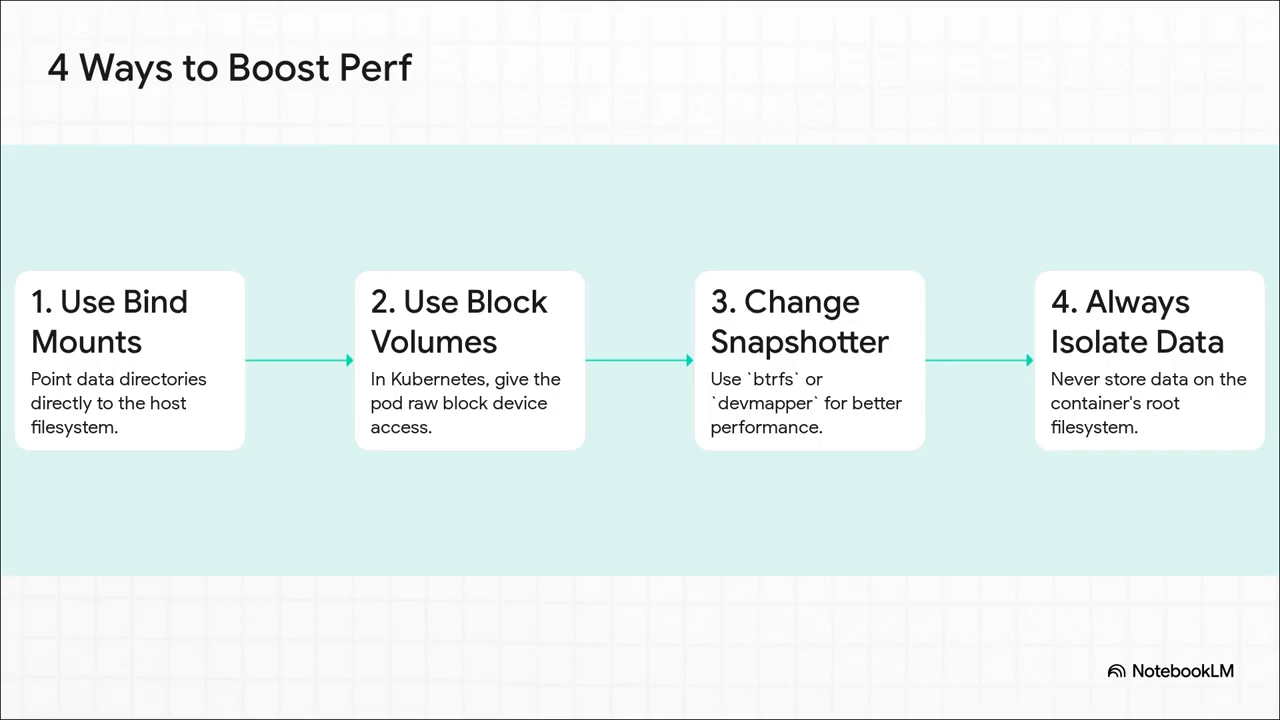 4 Ways to Boost Perf
1. Use Bind
Mounts
Point data directories
directly to the host
filesystem.
2. Use Block
Volumes
In Kubernetes, give the
pod raw block device
access.
3. Change
Snapshotter
Use `btrfs` or
`devmapper` for better
performance.
4. Always
Isolate Data
Never store data on the
container's root
filesystem.
NotebookLM